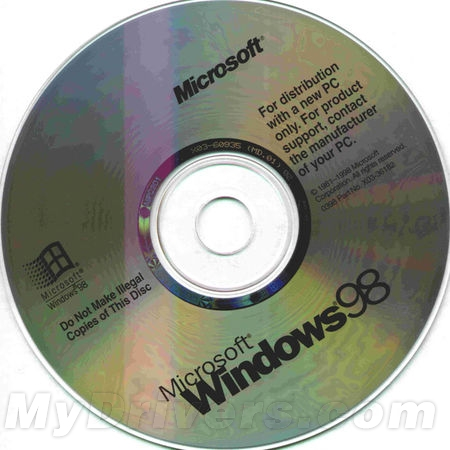 Microsoft®
For distribution
with a new PC
only. For product
support, contact
the manufacturer
of your PC.
© 1981-1998 Microsoft
Corporation. All rights reserved.
0398 Part No. X03-36182
X03-60935 (MD.01)
Microsoft®
Windows®98
Do Not Make Illegal
Copies of This Disc
Microsoft®
Windows®98
MyDrivers.com